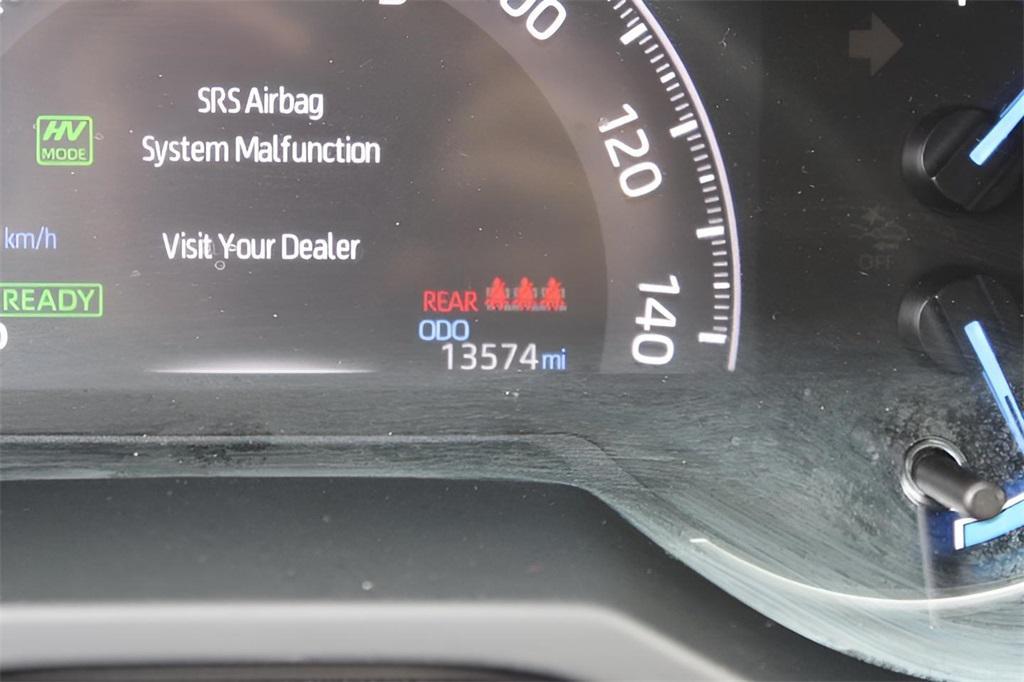 SRS Airbag
System Malfunction
HV
MODE
km/h
Visit Your Dealer
READY
REAR
ODO
13574 mi
120
140
OFF